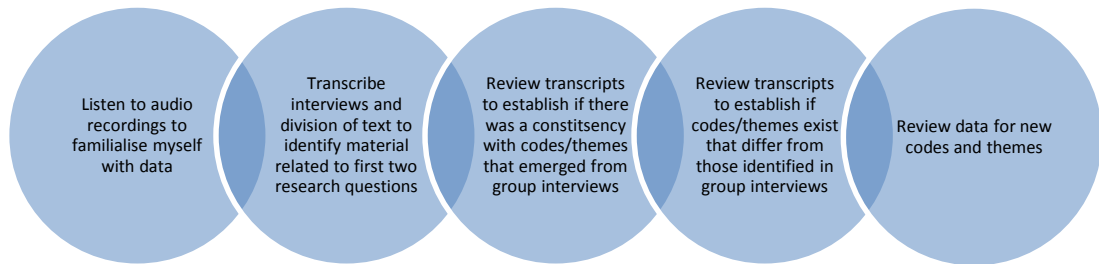 Listen to audio
recordings to
familialise myself
with data
Transcribe
interviews and
division of text to
identify material
related to first two
research questions
Review transcripts
to establish if there
was a constitsency
with codes/themes
that emerged from
group interviews
Review transcripts
to establish if
codes/themes exist
that differ from
those identified in
group interviews
Review data for new
codes and themes